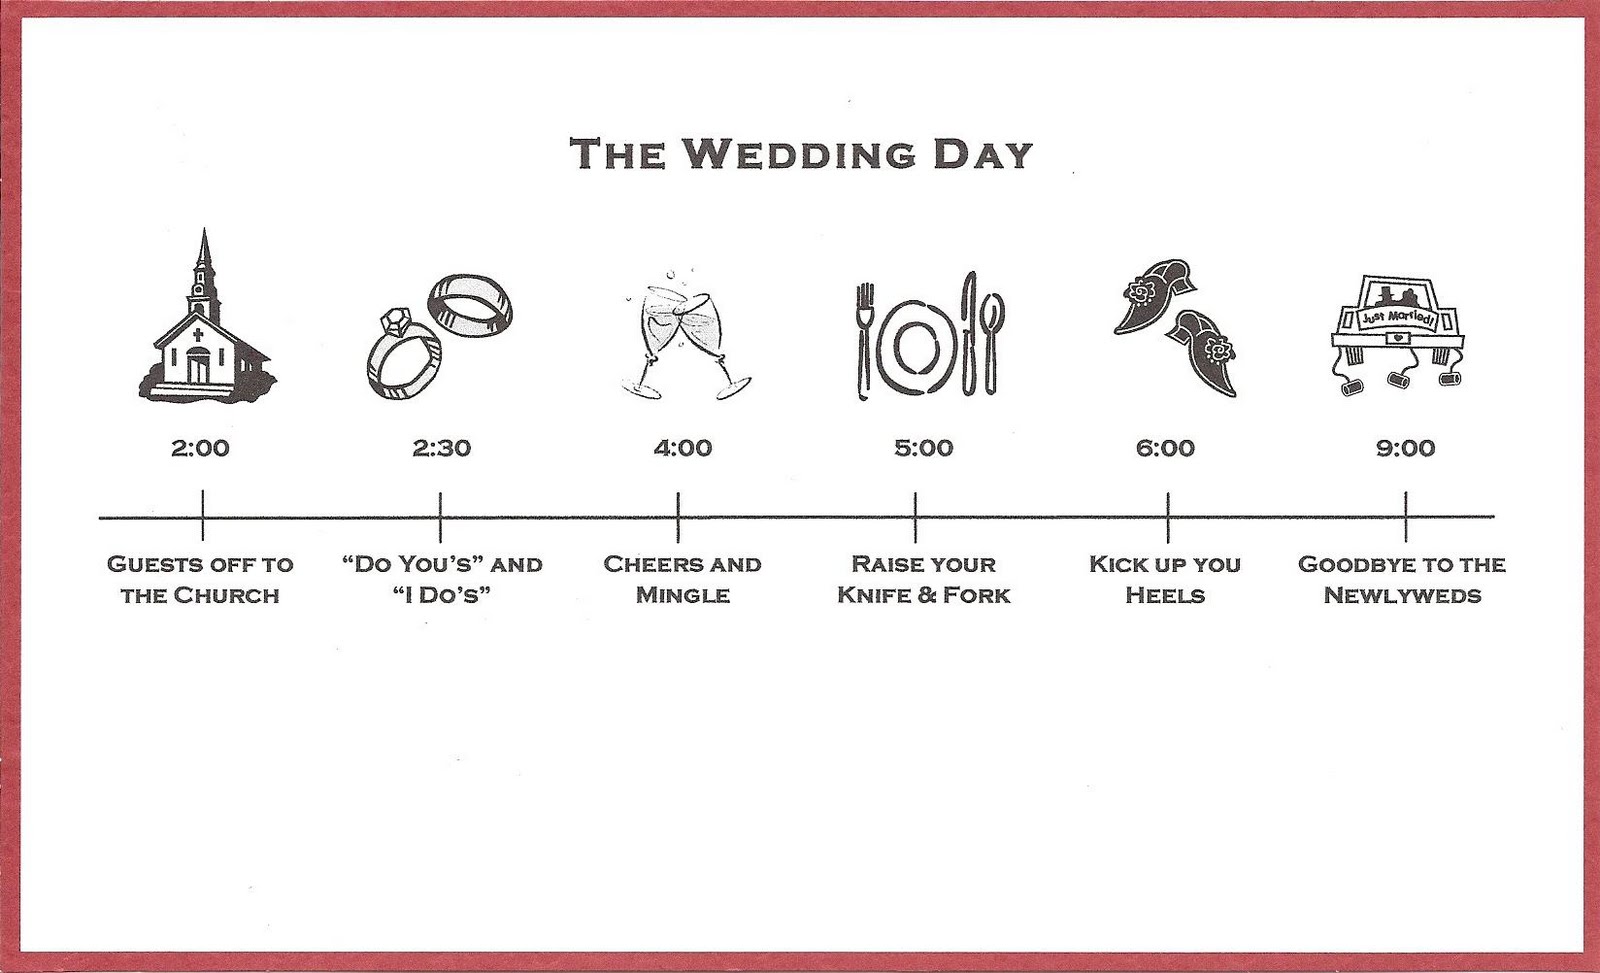 THE WEDDING DAY
Just Married!
2:00 2:30 4:00 5:00 6:00 9:00
GUESTS OFF TO THE CHURCH
“DO YOU’S” AND “I DO’S”
CHEERS AND MINGLE
RAISE YOUR KNIFE & FORK
KICK UP YOU HEELS
GOODBYE TO THE NEWLYWEDS